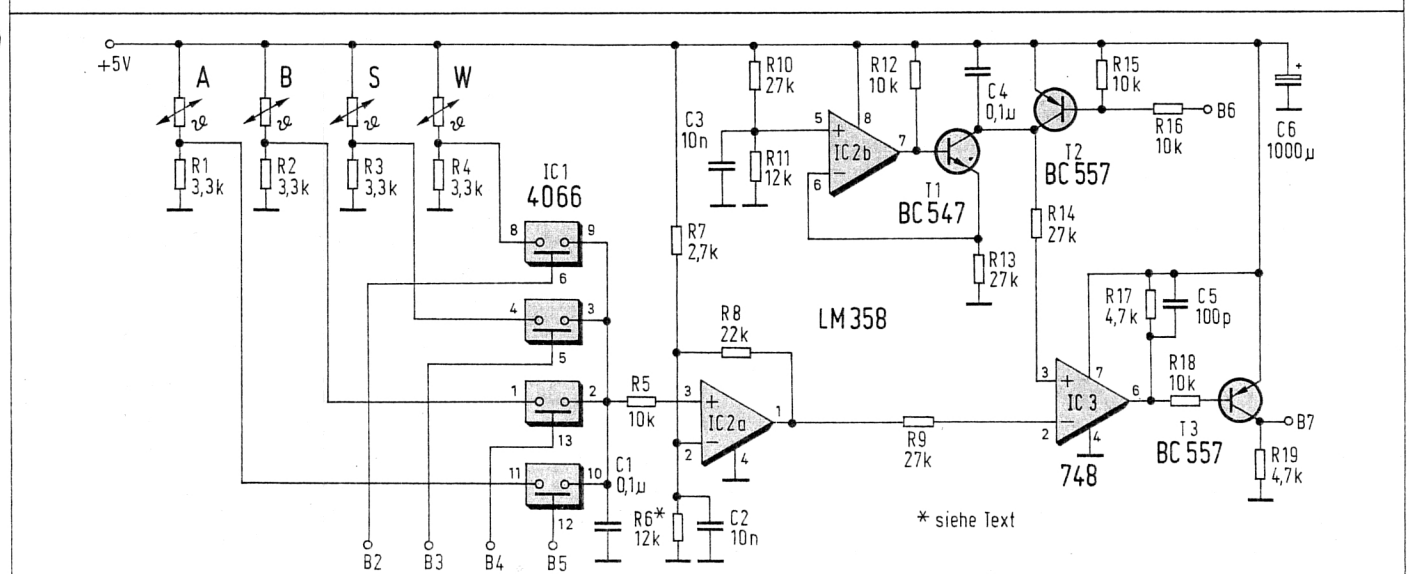 +5V
A
B
S
W
ϑ
ϑ
ϑ
ϑ
R1
3,3k
R2
3,3k
R3
3,3k
R4
3,3k
IC1
4066
8
9
6
4
3
5
1
2
13
11
10
12
B2
B3
B4
B5
C1
0,1µ
R5
10k
R6*
12k
C2
10n
R7
2,7k
R8
22k
3
+
2
−
IC2a
1
4
C3
10n
R10
27k
R11
12k
5
+
6
−
IC2b
8
7
R12
10k
C4
0,1µ
T1
BC547
R13
27k
LM358
T2
BC557
R15
10k
R16
10k
B6
C6
1000µ
+
R14
27k
R9
27k
3
+
2
−
IC3
7
6
4
748
R17
4,7k
C5
100p
R18
10k
T3
BC557
B7
R19
4,7k
* siehe Text